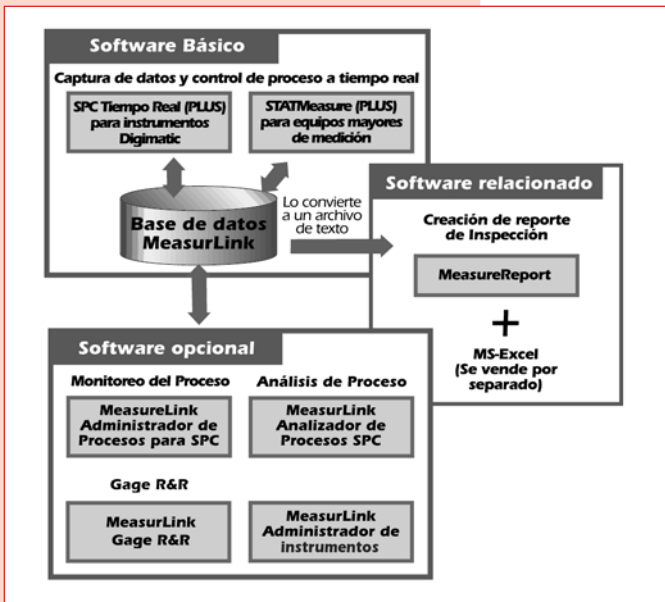 Software Básico
Captura de datos y control de proceso a tiempo real
SPC Tiempo Real (PLUS)
para instrumentos
Digimatic
STATMeasure (PLUS)
para equipos mayores
de medición
Base de datos
MeasurLink
Lo convierte
a un archivo
de texto
Software relacionado
Creación de reporte
de Inspección
MeasureReport
+
MS-Excel
(Se vende por
separado)
Software opcional
Monitoreo del Proceso
MeasureLink
Administrador de
Procesos para SPC
Análisis de Proceso
MeasurLink
Analizador de
Procesos SPC
Gage R&R
MeasurLink
Gage R&R
MeasurLink
Administrador de
instrumentos